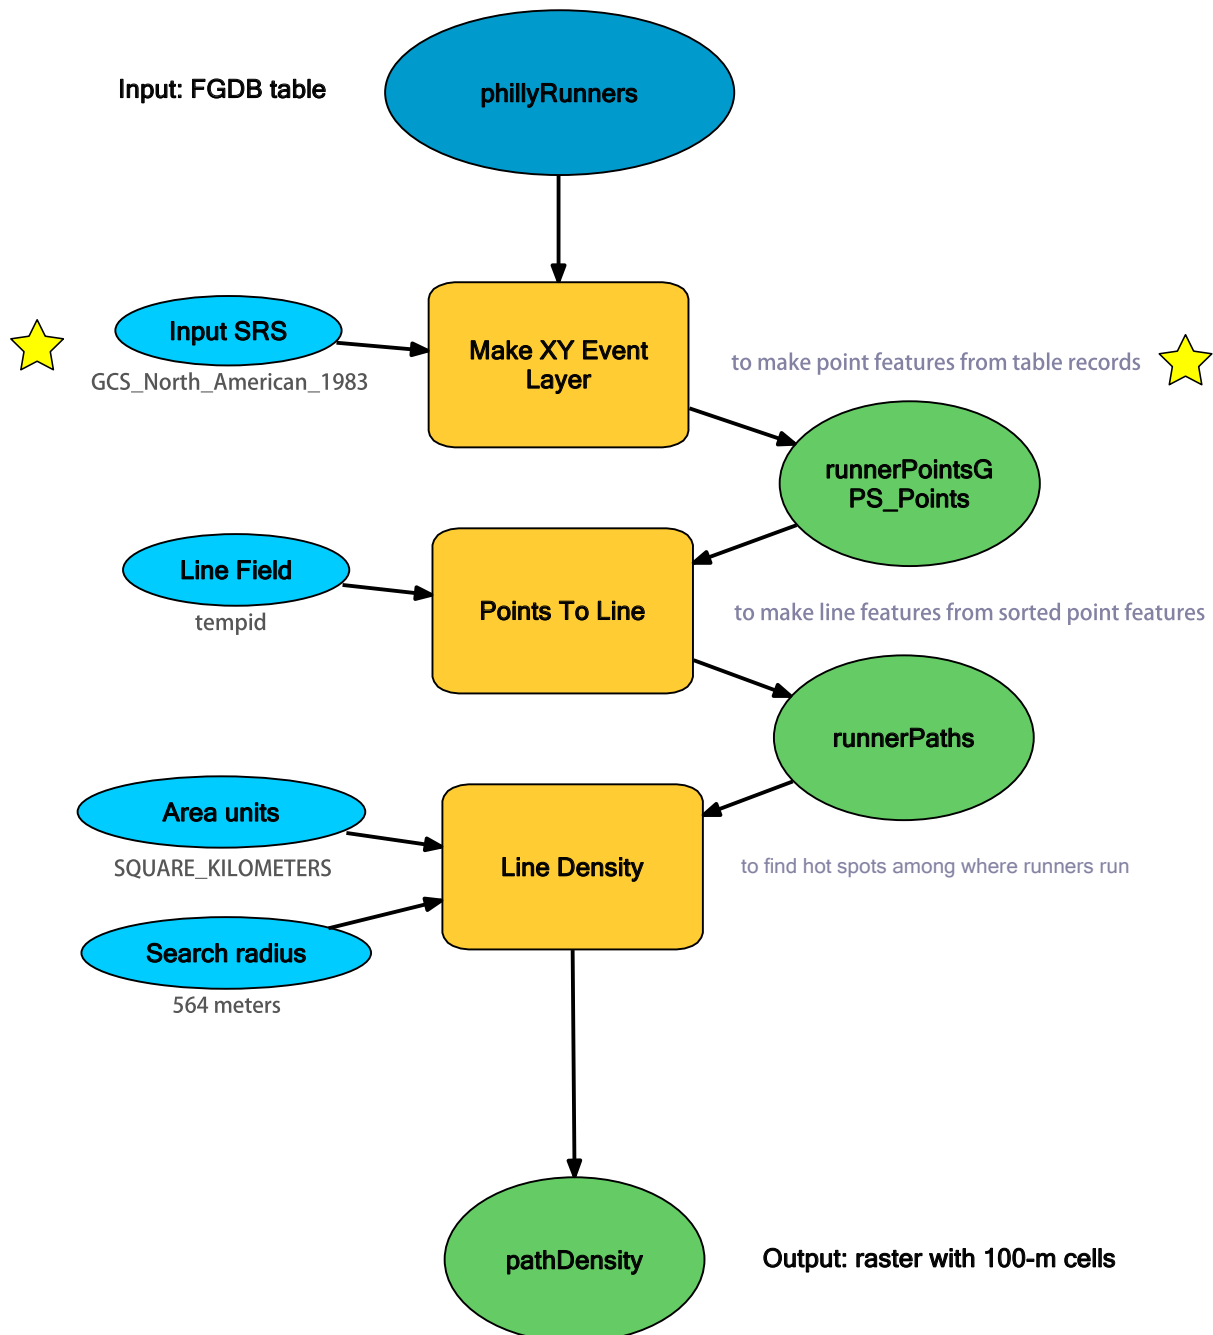 Input: FGDB table
phillyRunners
Input SRS
GCS_North_American_1983
Make XY Event
Layer
to make point features from table records
runnerPointsG
PS_Points
Line Field
tempid
Points To Line
to make line features from sorted point features
runnerPaths
Area units
SQUARE_KILOMETERS
Line Density
to find hot spots among where runners run
Search radius
564 meters
pathDensity
Output: raster with 100-m cells